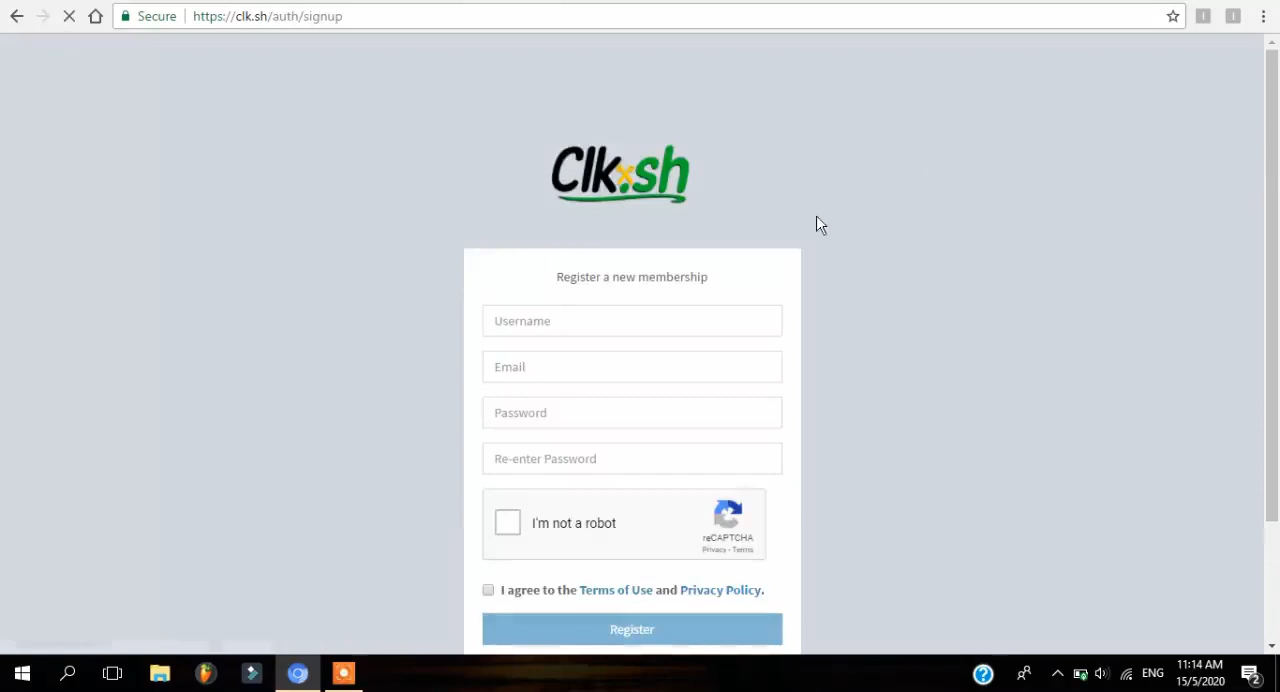 Secure https://clk.sh/auth/signup
Clk.sh
Register a new membership
Username
Email
Password
Re-enter Password
I'm not a robot
reCAPTCHA
Privacy - Terms
I agree to the Terms of Use and Privacy Policy.
Register
ENG
11:14 AM
15/5/2020
2